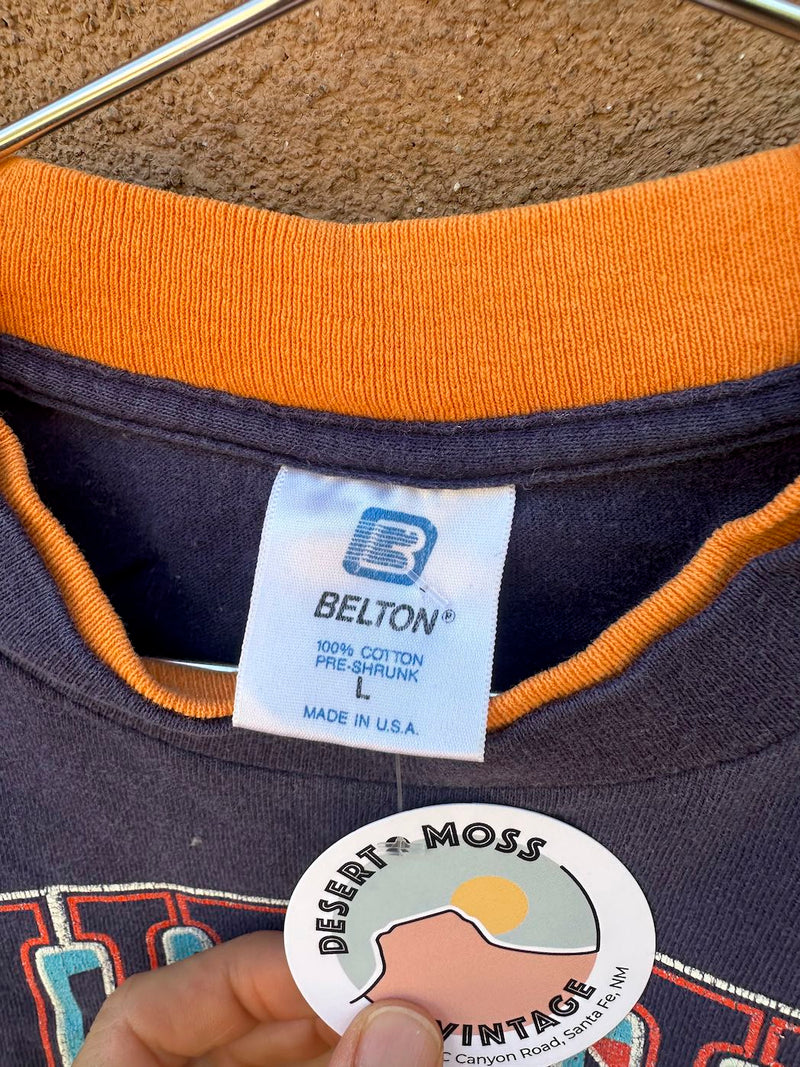 B
BELTON®
100% COTTON
PRE-SHRUNK
L
MADE IN U.S.A.
DESERT MOSS
VINTAGE
C Canyon Road, Santa Fe, NM